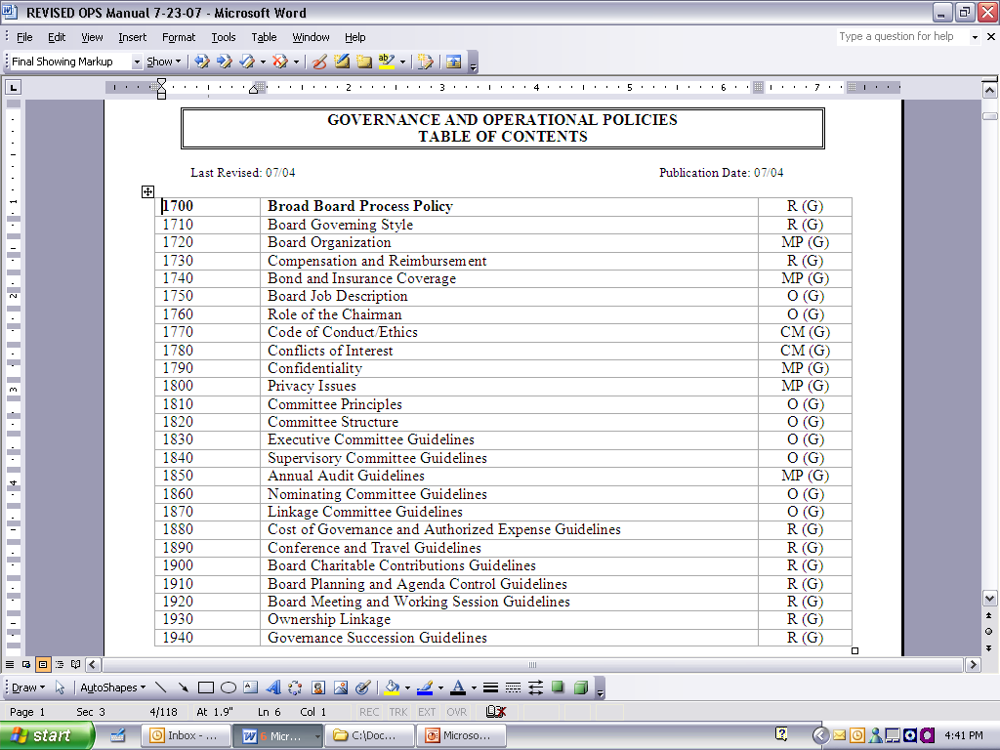 REVISED OPS Manual 7-23-07 - Microsoft Word
File Edit View Insert Format Tools Table Window Help Type a question for help
Final Showing Markup Show
1 2 3 4 5 6 7
GOVERNANCE AND OPERATIONAL POLICIES
TABLE OF CONTENTS
Last Revised: 07/04 Publication Date: 07/04
1700 Broad Board Process Policy R (G)
1710 Board Governing Style R (G)
1720 Board Organization MP (G)
1730 Compensation and Reimbursement R (G)
1740 Bond and Insurance Coverage MP (G)
1750 Board Job Description O (G)
1760 Role of the Chairman O (G)
1770 Code of Conduct/Ethics CM (G)
1780 Conflicts of Interest CM (G)
1790 Confidentiality MP (G)
1800 Privacy Issues MP (G)
1810 Committee Principles O (G)
1820 Committee Structure O (G)
1830 Executive Committee Guidelines O (G)
1840 Supervisory Committee Guidelines O (G)
1850 Annual Audit Guidelines MP (G)
1860 Nominating Committee Guidelines O (G)
1870 Linkage Committee Guidelines O (G)
1880 Cost of Governance and Authorized Expense Guidelines R (G)
1890 Conference and Travel Guidelines R (G)
1900 Board Charitable Contributions Guidelines R (G)
1910 Board Planning and Agenda Control Guidelines R (G)
1920 Board Meeting and Working Session Guidelines R (G)
1930 Ownership Linkage R (G)
1940 Governance Succession Guidelines R (G)
Draw AutoShapes
Page 1 Sec 3 4/118 At 1.9" Ln 6 Col 1 REC TRK EXT OVR
start Inbox - ... Micr... C:\Doc... Microso... 4:41 PM